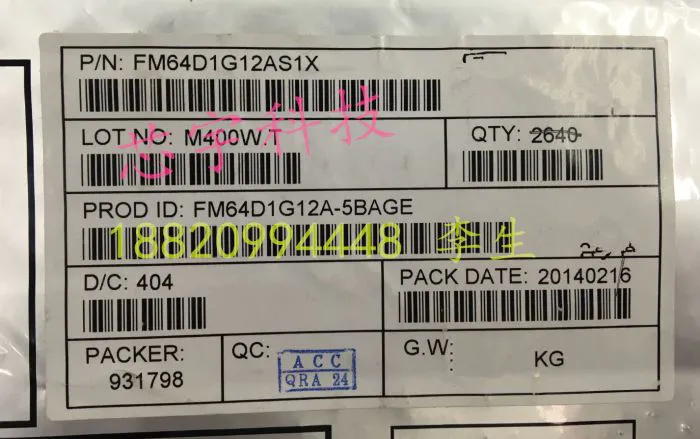 P/N: FM64D1G12AS1X
芯宇科技
LOT NO: M400W.1
QTY: 2640
PROD ID: FM64D1G12A-5BAGE
18820994448 李生
D/C: 404
PACK DATE: 20140216
PACKER:
931798
QC:
ACC
QRA 24
G.W:
KG